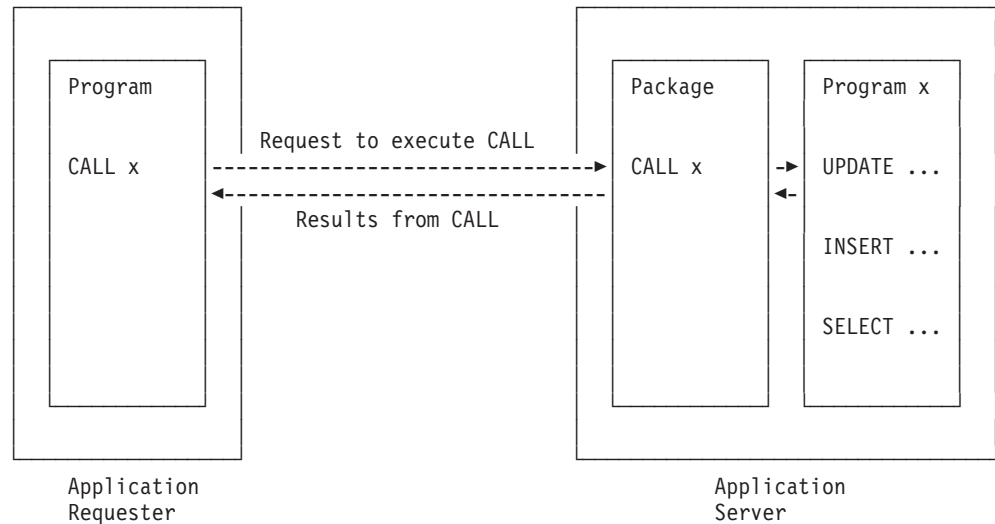 Program
Package
Program x
Request to execute CALL
CALL x
CALL x
UPDATE ...
Results from CALL
INSERT ...
SELECT ...
Application
Requester
Application
Server